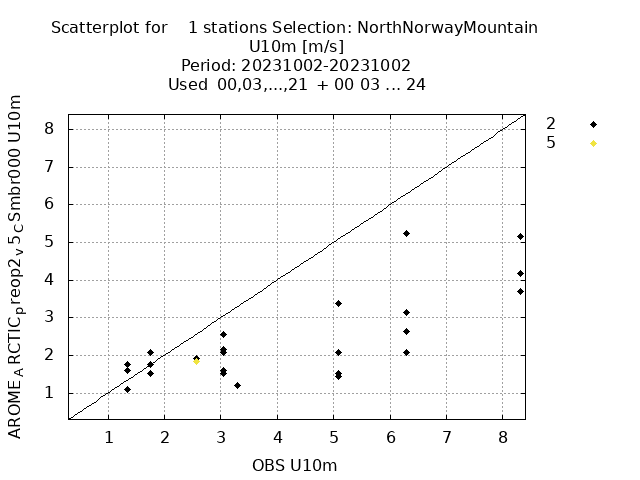 Scatterplot for 1 stations Selection: NorthNorwayMountain
U10m [m/s]
Period: 20231002-20231002
Used 00,03,...,21 + 00 03 ... 24
2
5
AROME_ARCTIC_preop2_v5_CSmbr000 U10m
8
7
6
5
4
3
2
1
1 2 3 4 5 6 7 8
OBS U10m